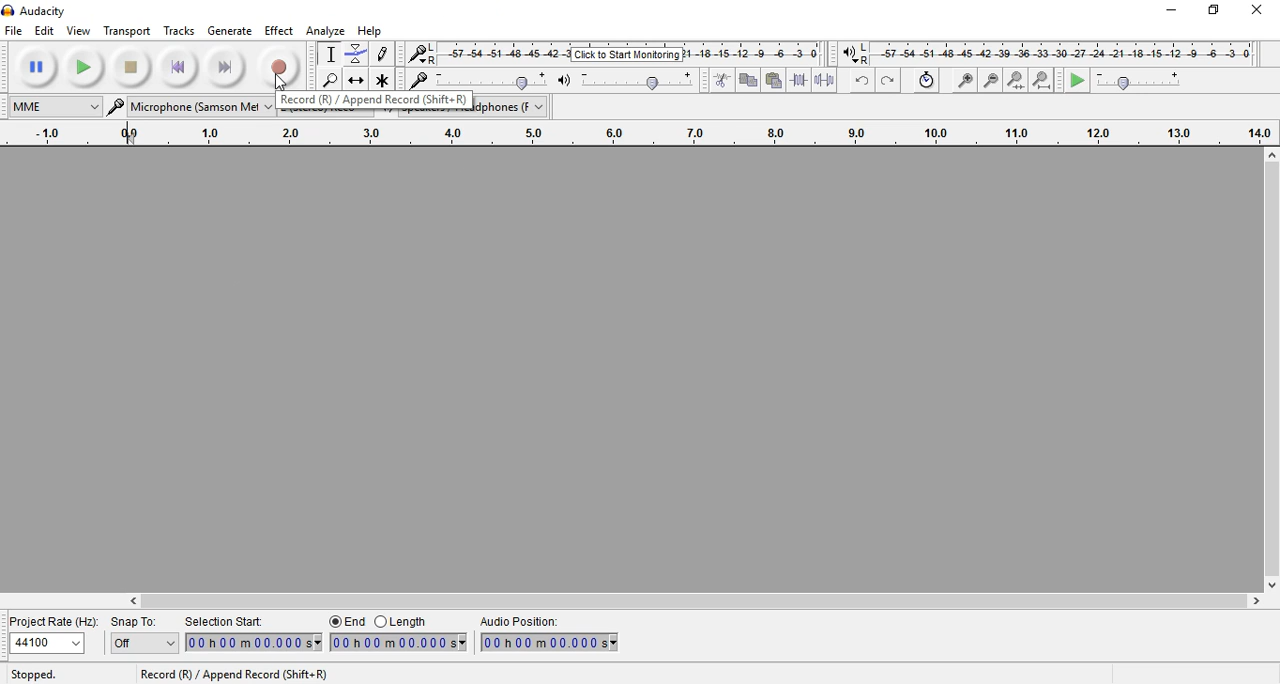 Audacity
File Edit View Transport Tracks Generate Effect Analyze Help
L R -57 -54 -51 -48 -45 -42 -3 Click to Start Monitoring 21 -18 -15 -12 -9 -6 -3 0
L R -57 -54 -51 -48 -45 -42 -39 -36 -33 -30 -27 -24 -21 -18 -15 -12 -9 -6 -3 0
- + - + - +
Record (R) / Append Record (Shift+R)
MME Microphone (Samson Met
-1.0 0.0 1.0 2.0 3.0 4.0 5.0 6.0 7.0 8.0 9.0 10.0 11.0 12.0 13.0 14.0
Project Rate (Hz): Snap To: Selection Start: End Length Audio Position:
44100 Off 00 h 00 m 00.000 s 00 h 00 m 00.000 s 00 h 00 m 00.000 s
Stopped. Record (R) / Append Record (Shift+R)